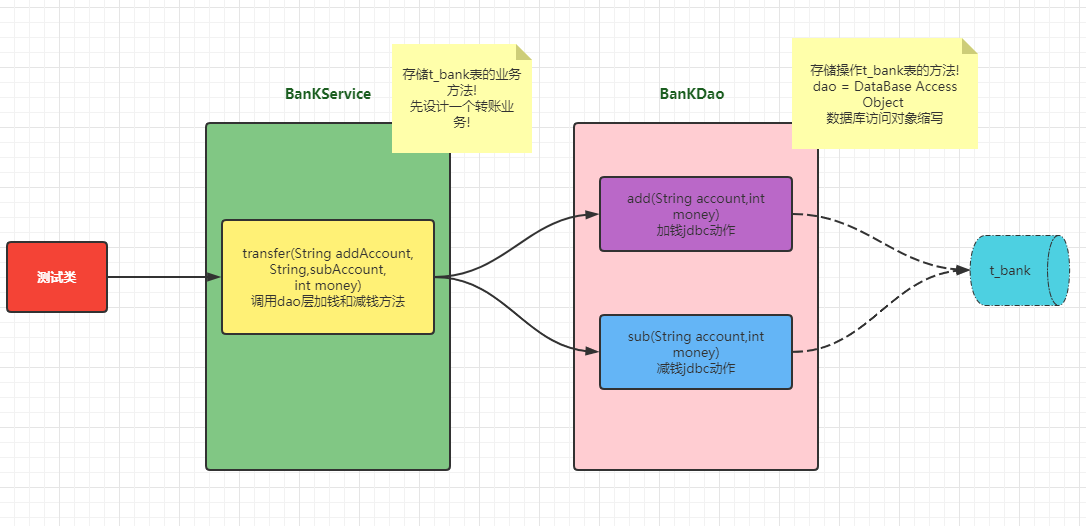 BanKService
存储t_bank表的业务
方法!
先设计一个转账业
务!
BanKDao
存储操作t_bank表的方法!
dao = DataBase Access
Object
数据库访问对象缩写
测试类
transfer(String addAccount,
String,subAccount,
int money)
调用dao层加钱和减钱方法
add(String account,int
money)
加钱jdbc动作
sub(String account,int
money)
减钱jdbc动作
t_bank